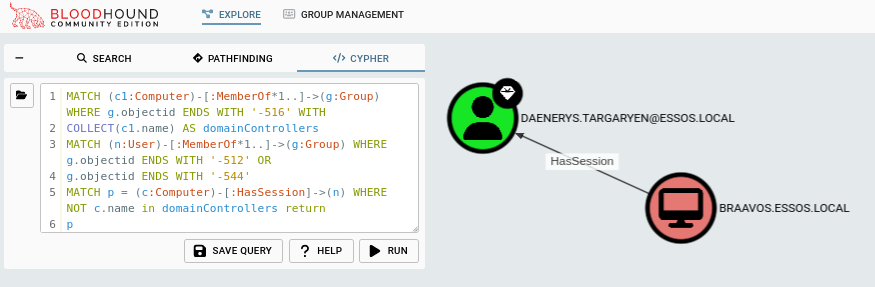 BLOODHOUND
COMMUNITY EDITION
EXPLORE
GROUP MANAGEMENT
SEARCH
PATHFINDING
</> CYPHER
1 MATCH (c1:Computer)-[:MemberOf*1..]->(g:Group)
WHERE g.objectid ENDS WITH '-516' WITH
2 COLLECT(c1.name) AS domainControllers
3 MATCH (n:User)-[:MemberOf*1..]->(g:Group) WHERE
g.objectid ENDS WITH '-512' OR
4 g.objectid ENDS WITH '-544'
5 MATCH p = (c:Computer)-[:HasSession]->(n) WHERE
NOT c.name in domainControllers return
6 p
SAVE QUERY
? HELP
RUN
DAENERYS.TARGARYEN@ESSOS.LOCAL
HasSession
BRAAVOS.ESSOS.LOCAL